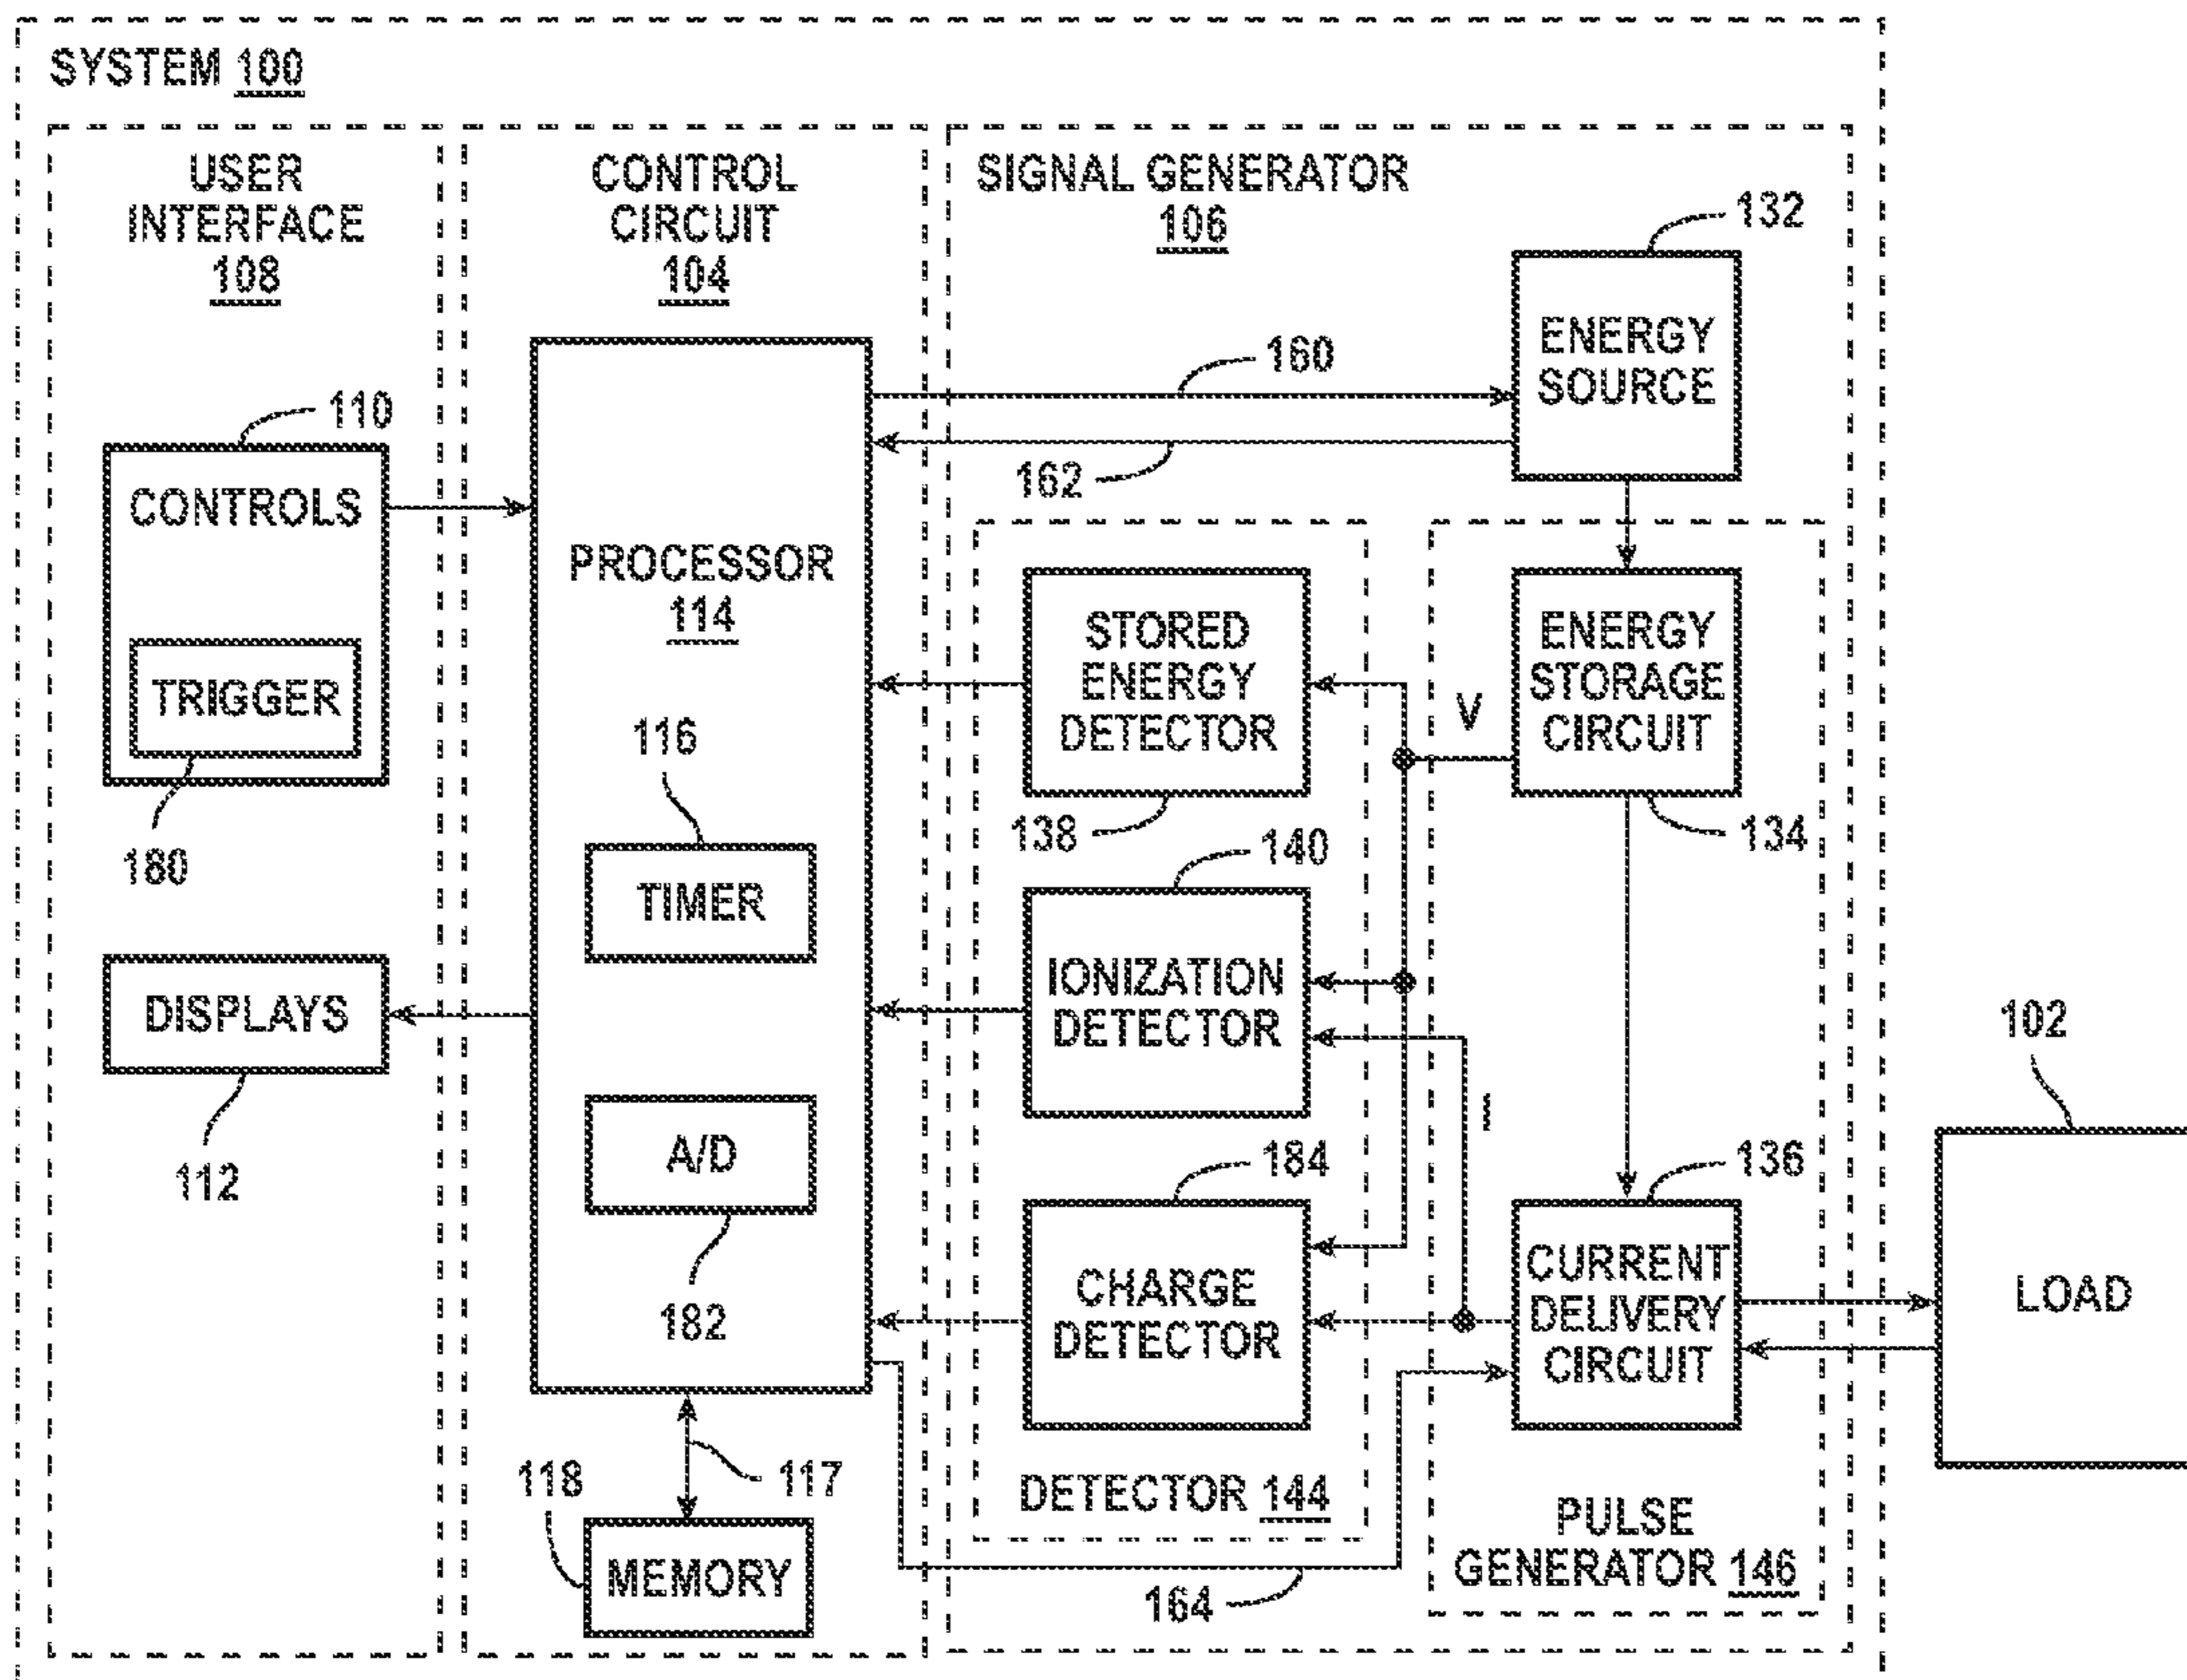 SYSTEM 100
USER
INTERFACE
108
CONTROL
CIRCUIT
104
SIGNAL GENERATOR
106
132
ENERGY
SOURCE
160
162
110
CONTROLS
TRIGGER
180
PROCESSOR
114
116
TIMER
A/D
182
DISPLAYS
112
118
117
MEMORY
STORED
ENERGY
DETECTOR
138
V
ENERGY
STORAGE
CIRCUIT
134
140
IONIZATION
DETECTOR
I
184
CHARGE
DETECTOR
DETECTOR 144
136
CURRENT
DELIVERY
CIRCUIT
PULSE
GENERATOR 146
164
102
LOAD